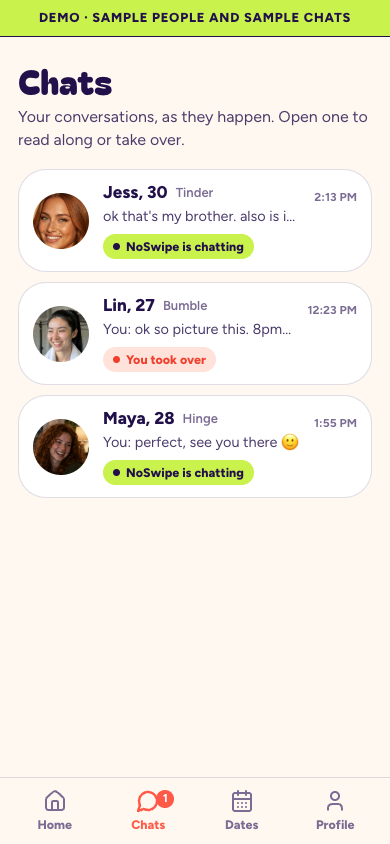 DEMO · SAMPLE PEOPLE AND SAMPLE CHATS
Chats
Your conversations, as they happen. Open one to
read along or take over.
Jess, 30 Tinder 2:13 PM
ok that's my brother. also is i...
NoSwipe is chatting
Lin, 27 Bumble 12:23 PM
You: ok so picture this. 8pm...
You took over
Maya, 28 Hinge 1:55 PM
You: perfect, see you there 🙂
NoSwipe is chatting
1
Home Chats Dates Profile